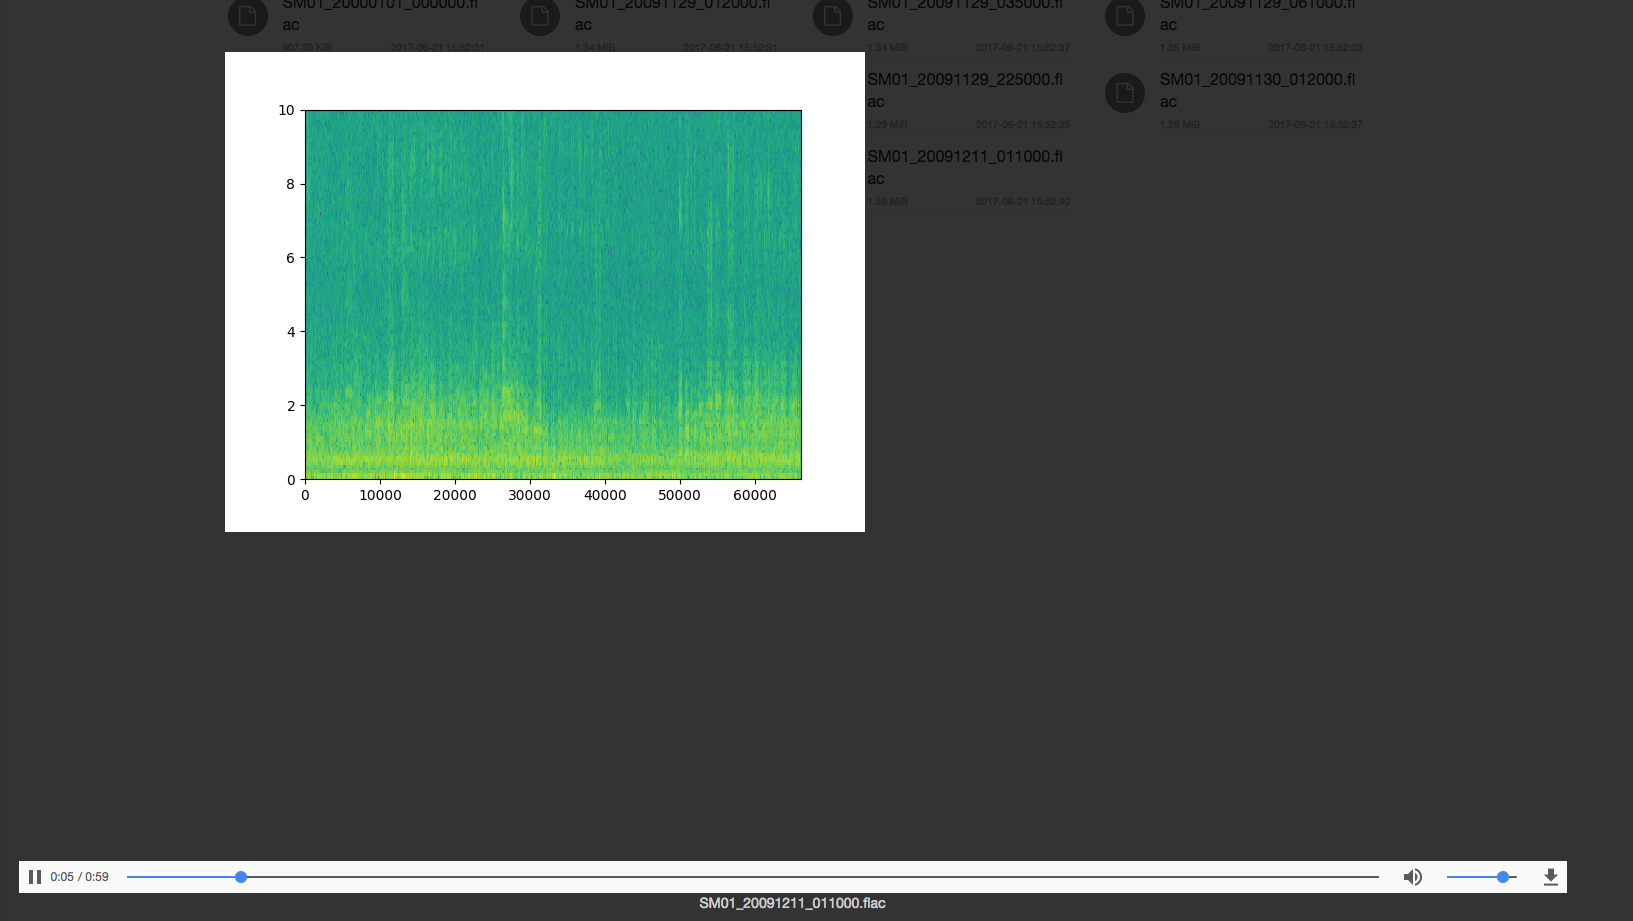 SM01_20000101_000000.fl
ac
907.39 KiB 2017-06-21 15:52:31
SM01_20091129_012000.fl
ac
1.34 MiB 2017-06-21 15:52:31
SM01_20091129_035000.fl
ac
1.34 MiB 2017-06-21 15:52:37
SM01_20091129_061000.fl
ac
1.35 MiB 2017-06-21 15:52:33
SM01_20091129_225000.fl
ac
1.29 MiB 2017-06-21 15:52:35
SM01_20091130_012000.fl
ac
1.29 MiB 2017-06-21 15:52:37
SM01_20091211_011000.fl
ac
1.58 MiB 2017-06-21 15:52:40
10
8
6
4
2
0
0 10000 20000 30000 40000 50000 60000
0:05 / 0:59
SM01_20091211_011000.flac